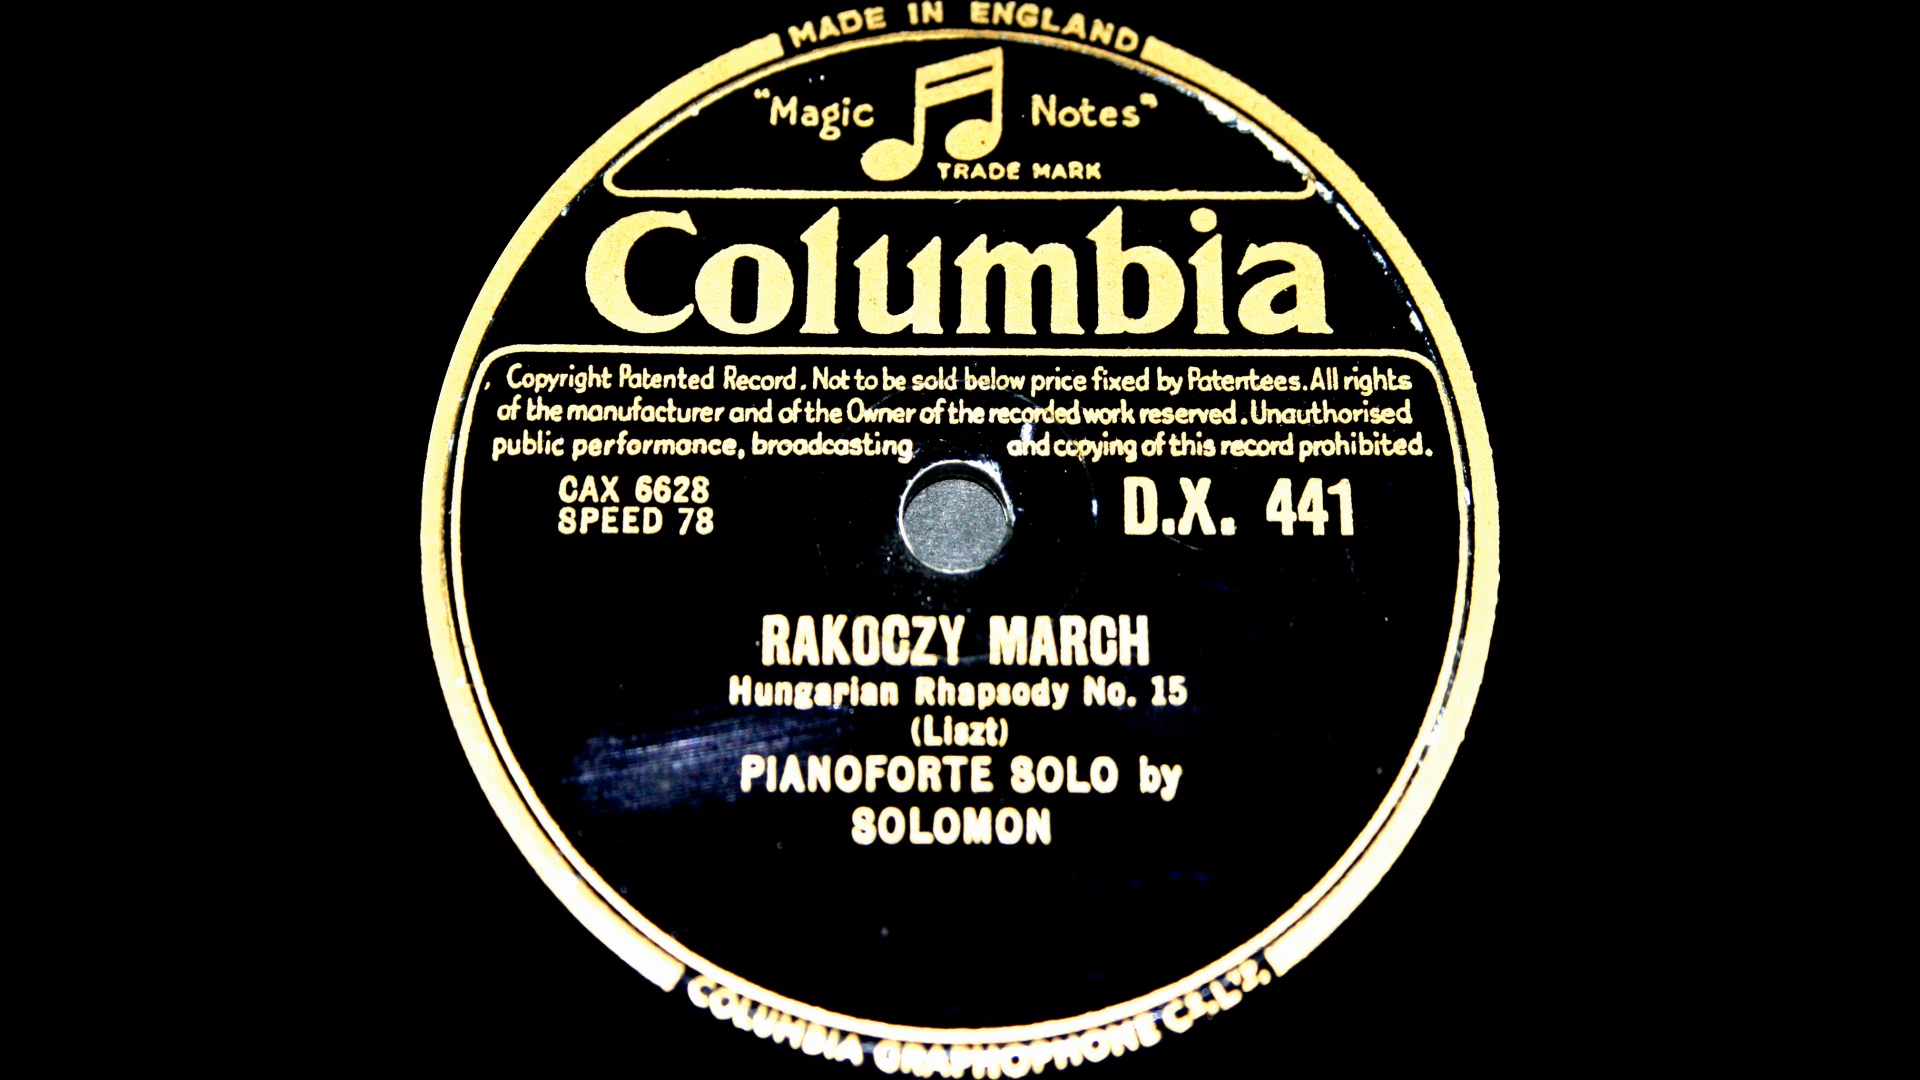 MADE IN ENGLAND
"Magic Notes"
TRADE MARK
Columbia
Copyright Patented Record. Not to be sold below price fixed by Patentees. All rights
of the manufacturer and of the Owner of the recorded work reserved. Unauthorised
public performance, broadcasting and copying of this record prohibited.
CAX 6628
SPEED 78
D.X. 441
RAKOCZY MARCH
Hungarian Rhapsody No. 15
(Liszt)
PIANOFORTE SOLO by
SOLOMON
COLUMBIA GRAPHOPHONE Co. Ltd.